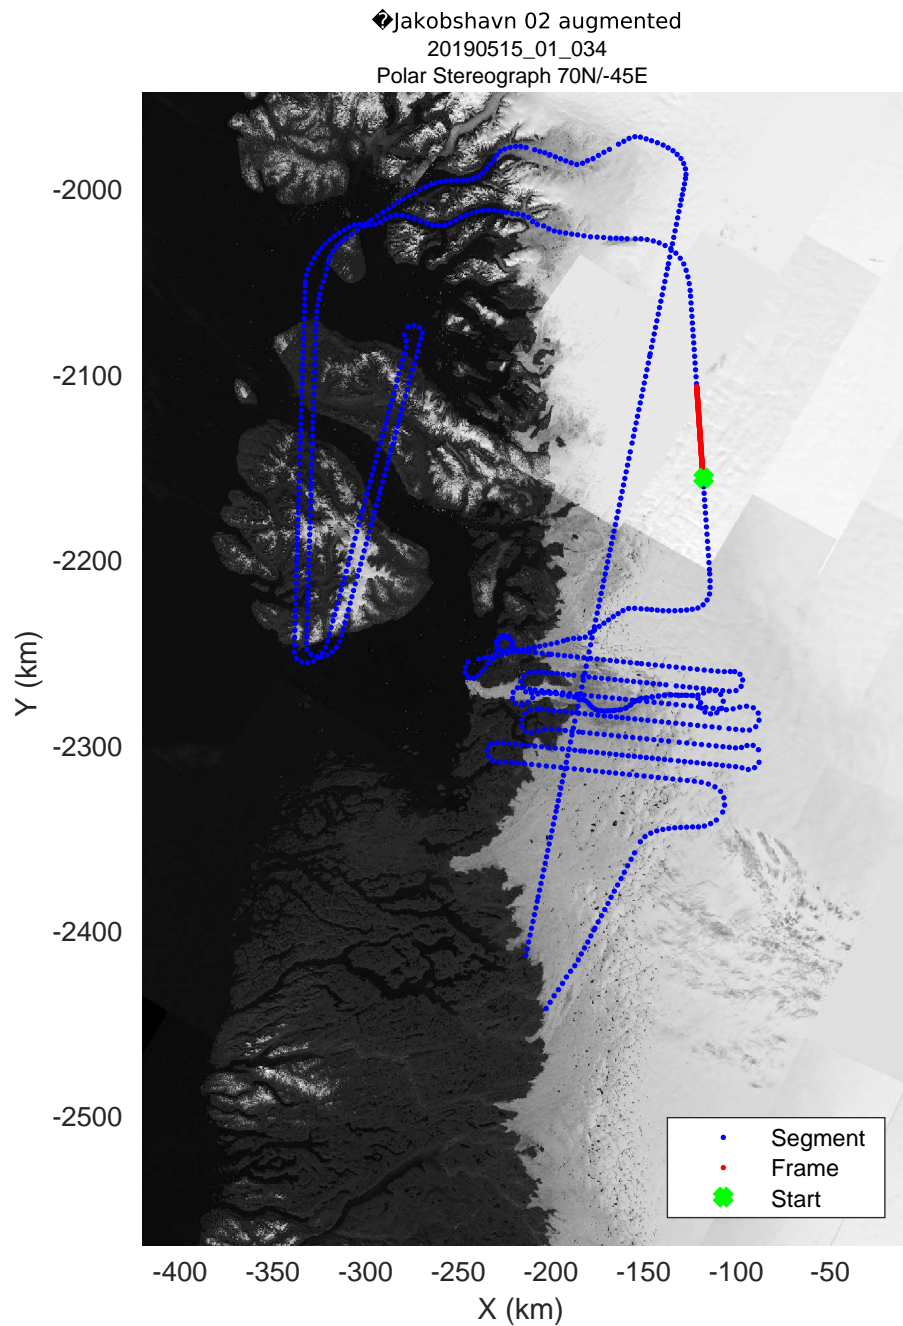 �Jakobshavn 02 augmented
20190515_01_034
Polar Stereograph 70N/-45E
-2000
-2100
-2200
-2300
-2400
-2500
Y (km)
-400 -350 -300 -250 -200 -150 -100 -50
X (km)
Segment
Frame
Start